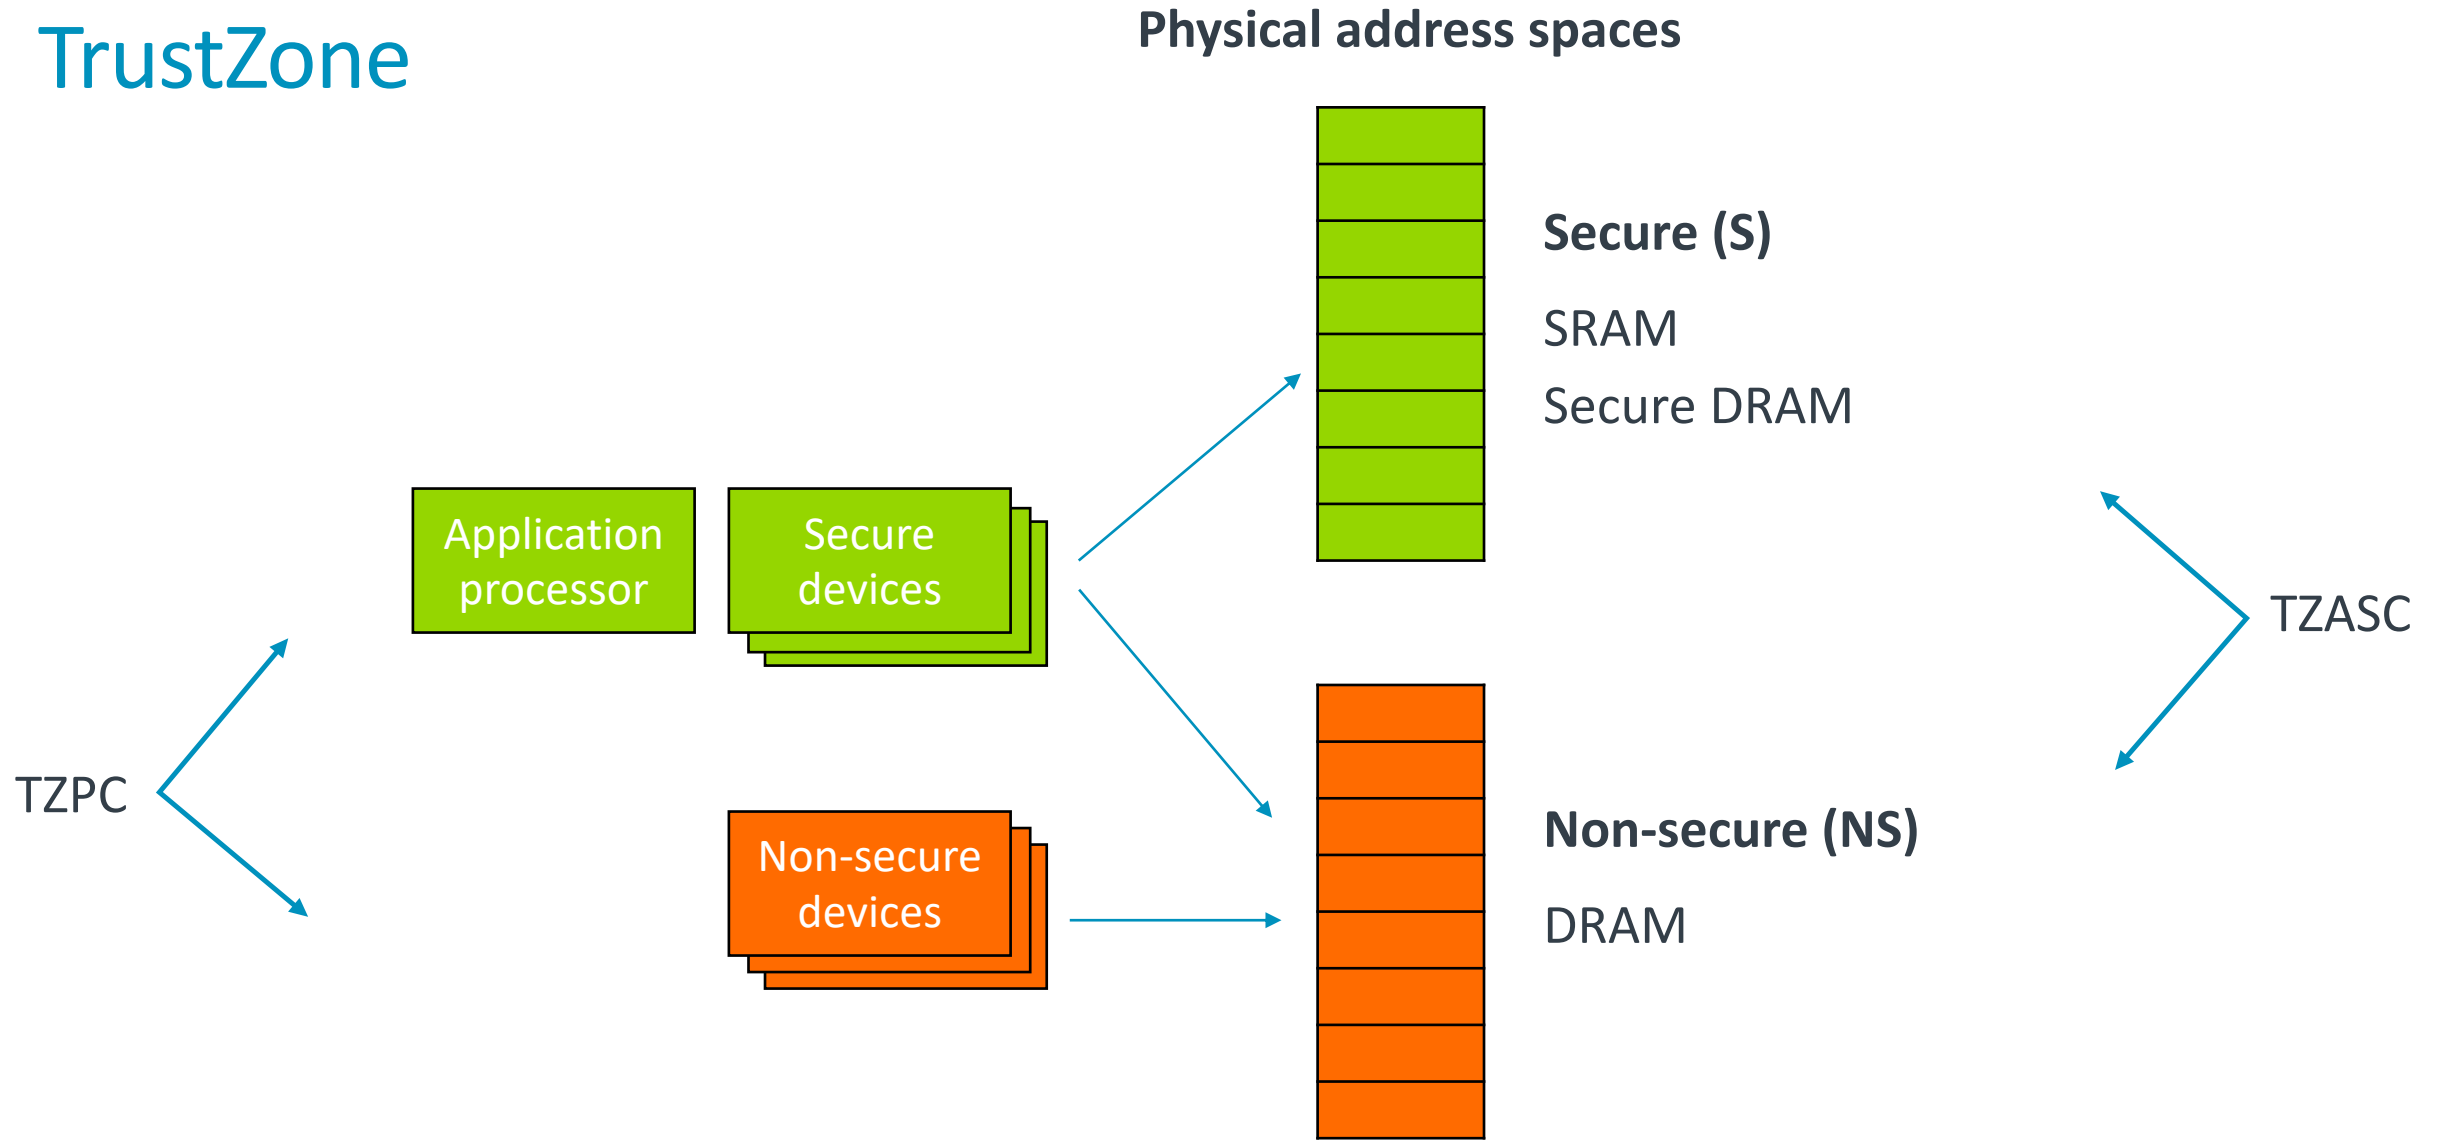 TrustZone
Physical address spaces
Secure (S)
SRAM
Secure DRAM
Application
processor
Secure
devices
TZASC
TZPC
Non-secure
devices
Non-secure (NS)
DRAM